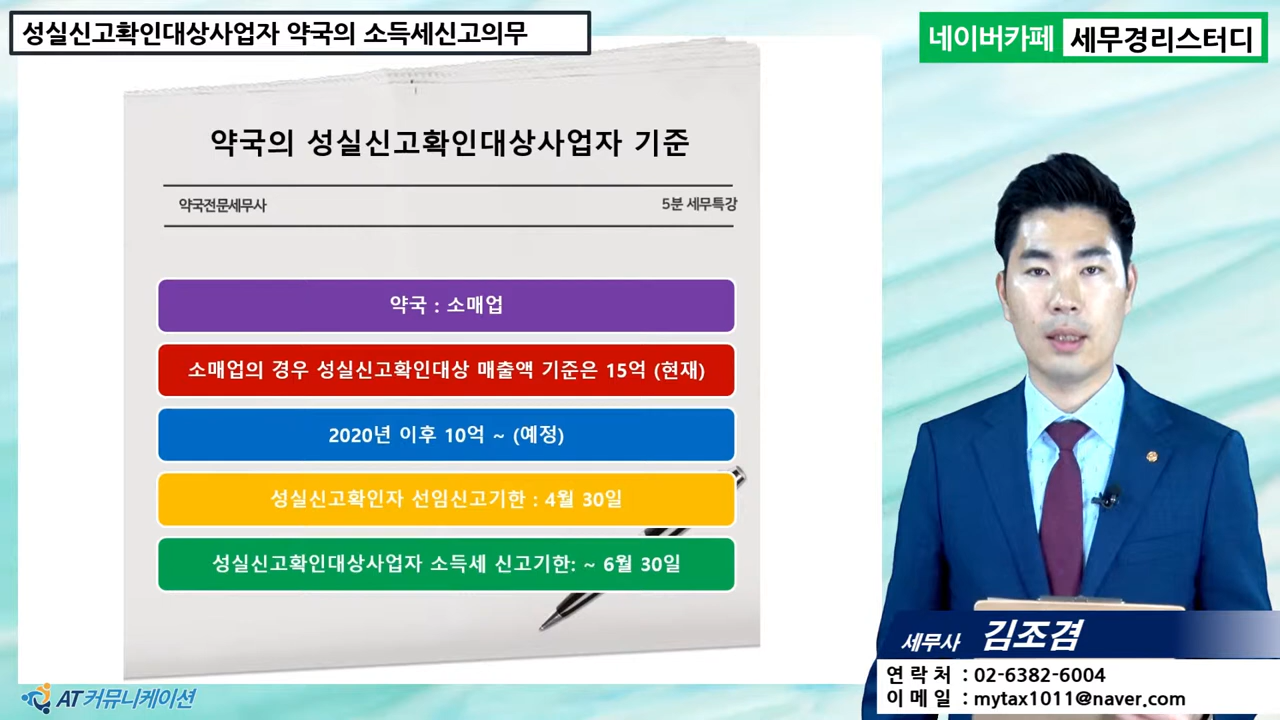 성실신고확인대상사업자 약국의 소득세신고의무
네이버카페 세무경리스터디
약국의 성실신고확인대상사업자 기준
약국전문세무사 5분 세무특강
약국 : 소매업
소매업의 경우 성실신고확인대상 매출액 기준은 15억 (현재)
2020년 이후 10억 ~ (예정)
성실신고확인자 선임신고기한 : 4월 30일
성실신고확인대상사업자 소득세 신고기한: ~ 6월 30일
세무사 김조겸
연 락 처 : 02-6382-6004
이 메 일 : mytax1011@naver.com
AT커뮤니케이션